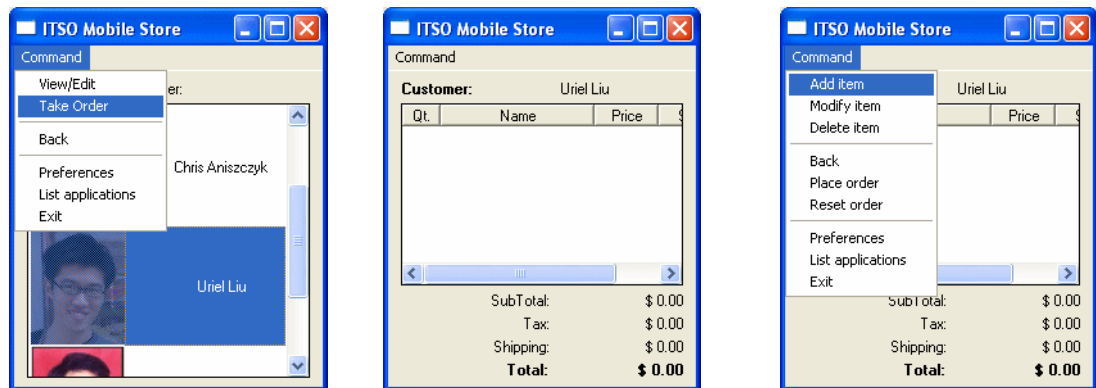 ITSO Mobile Store
Command
View/Edit
er:
Take Order
Back
Chris Aniszczyk
Preferences
List applications
Exit
Uriel Liu
ITSO Mobile Store
Command
Customer: Uriel Liu
Qt. Name Price
SubTotal: $ 0.00
Tax: $ 0.00
Shipping: $ 0.00
Total: $ 0.00
ITSO Mobile Store
Command
Add item Uriel Liu
Modify item
Price
Delete item
Back
Place order
Reset order
Preferences
List applications
Exit
SubTotal: $ 0.00
Tax: $ 0.00
Shipping: $ 0.00
Total: $ 0.00